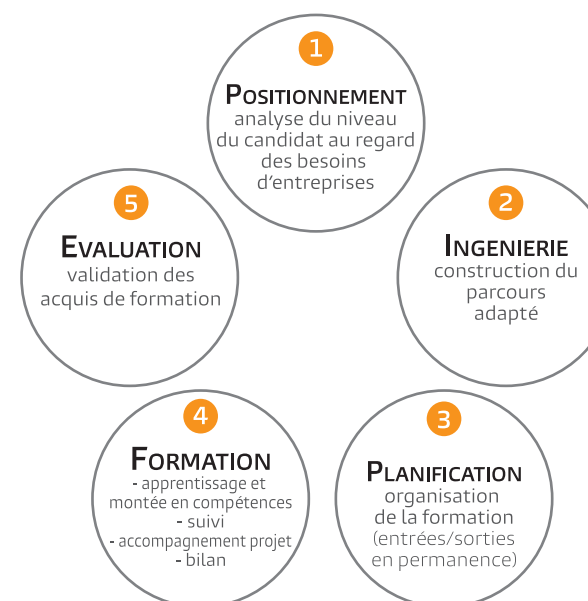 1
POSITIONNEMENT
analyse du niveau
du candidat au regard
des besoins
d'entreprises
2
INGENIERIE
construction du
parcours
adapté
3
PLANIFICATION
organisation
de la formation
(entrées/sorties
en permanence)
4
FORMATION
- apprentissage et
montée en compétences
- suivi
- accompagnement projet
- bilan
5
EVALUATION
validation des
acquis de formation